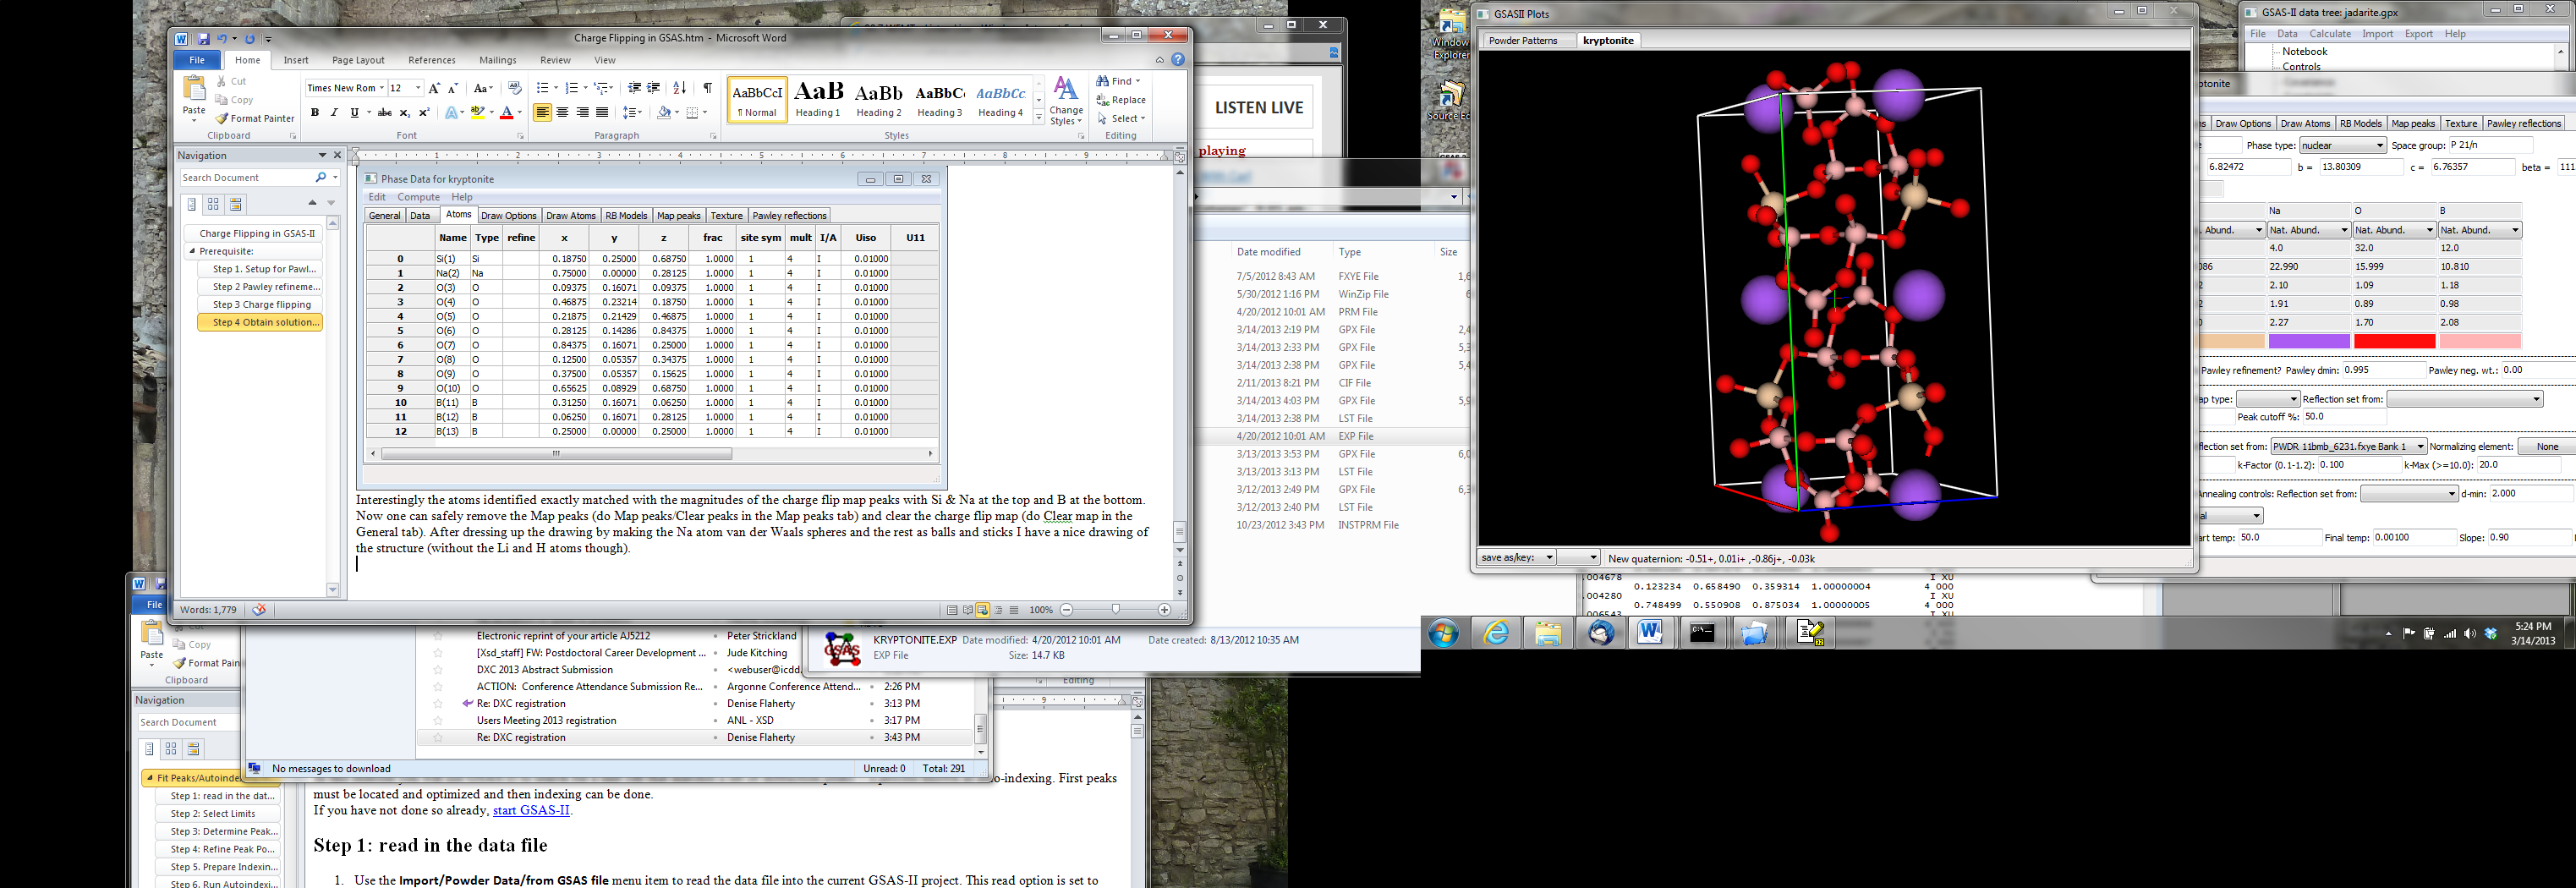 Charge Flipping in GSAS.htm - Microsoft Word
File Home Insert Page Layout References Mailings Review View
Cut
Copy
Format Painter
Paste
Times New Rom 12
AaBbCcI AaB AaBb AaBbC AaBbCc
¶ Normal Heading 1 Heading 2 Heading 3 Heading 4
Change Styles
Find
Replace
Select
Clipboard Font Paragraph Styles Editing
Navigation
Search Document
Charge Flipping in GSAS-II
Prerequisite:
Step 1. Setup for Pawl...
Step 2 Pawley refineme...
Step 3 Charge flipping
Step 4 Obtain solution...
Phase Data for kryptonite
Edit Compute Help
General Data Atoms Draw Options Draw Atoms RB Models Map peaks Texture Pawley reflections
Name Type refine x y z frac site sym mult I/A Uiso U11
0 Si(1) Si 0.18750 0.25000 0.68750 1.0000 1 4 I 0.01000
1 Na(2) Na 0.75000 0.00000 0.28125 1.0000 1 4 I 0.01000
2 O(3) O 0.09375 0.16071 0.09375 1.0000 1 4 I 0.01000
3 O(4) O 0.46875 0.23214 0.18750 1.0000 1 4 I 0.01000
4 O(5) O 0.21875 0.21429 0.46875 1.0000 1 4 I 0.01000
5 O(6) O 0.28125 0.14286 0.84375 1.0000 1 4 I 0.01000
6 O(7) O 0.84375 0.16071 0.25000 1.0000 1 4 I 0.01000
7 O(8) O 0.12500 0.05357 0.34375 1.0000 1 4 I 0.01000
8 O(9) O 0.37500 0.05357 0.15625 1.0000 1 4 I 0.01000
9 O(10) O 0.65625 0.08929 0.68750 1.0000 1 4 I 0.01000
10 B(11) B 0.31250 0.16071 0.06250 1.0000 1 4 I 0.01000
11 B(12) B 0.06250 0.16071 0.28125 1.0000 1 4 I 0.01000
12 B(13) B 0.25000 0.00000 0.25000 1.0000 1 4 I 0.01000
Interestingly the atoms identified exactly matched with the magnitudes of the charge flip map peaks with Si & Na at the top and B at the bottom.
Now one can safely remove the Map peaks (do Map peaks/Clear peaks in the Map peaks tab) and clear the charge flip map (do Clear map in the
General tab). After dressing up the drawing by making the Na atom van der Waals spheres and the rest as balls and sticks I have a nice drawing of
the structure (without the Li and H atoms though).
Words: 1,779
100%
LISTEN LIVE
playing
Date modified Type Size
7/5/2012 8:43 AM FXYE File
5/30/2012 1:16 PM WinZip File
4/20/2012 10:01 AM PRM File
3/14/2013 2:19 PM GPX File
3/14/2013 2:33 PM GPX File
3/14/2013 2:38 PM GPX File
2/11/2013 8:21 PM CIF File
3/14/2013 4:03 PM GPX File
3/14/2013 2:38 PM LST File
4/20/2012 10:01 AM EXP File
3/13/2013 3:53 PM GPX File
3/13/2013 3:13 PM LST File
3/12/2013 2:49 PM GPX File
3/12/2013 2:40 PM LST File
10/23/2012 3:43 PM INSTPRM File
KRYPTONITE.EXP Date modified: 4/20/2012 10:01 AM Date created: 8/13/2012 10:35 AM
EXP File Size: 14.7 KB
GSAS
Electronic reprint of your article AJ5212 Peter Strickland
[Xsd_staff] FW: Postdoctoral Career Development ... Jude Kitching
DXC 2013 Abstract Submission <webuser@icdd.
ACTION: Conference Attendance Submission Re... Argonne Conference Attend... 2:26 PM
Re: DXC registration Denise Flaherty 3:13 PM
Users Meeting 2013 registration ANL - XSD 3:17 PM
Re: DXC registration Denise Flaherty 3:43 PM
No messages to download Unread: 0 Total: 291
File
Copy
Format Pain
Paste
Clipboard
Editing
Navigation
Search Document
Fit Peaks/Autoinde
Step 1: read in the dat...
Step 2: Select Limits
Step 3: Determine Peak...
Step 4: Refine Peak Po...
Step 5. Prepare Indexin...
Step 6. Run Autoindexi...
o-indexing. First peaks
must be located and optimized and then indexing can be done.
If you have not done so already, start GSAS-II.
Step 1: read in the data file
1. Use the Import/Powder Data/from GSAS file menu item to read the data file into the current GSAS-II project. This read option is set to
Window
Explorer
Source Ed
GSASII Plots
Powder Patterns kryptonite
save as/key: New quaternion: -0.51+, 0.01i+ ,-0.86j+, -0.03k
.004678 0.123234 0.658490 0.359314 1.00000004 4 000
I XU
.004280 I XU
0.748499 0.550908 0.875034 1.00000005 4 000
.006543 I XU
GSAS-II data tree: jadarite.gpx
File Data Calculate Import Export Help
Notebook
Controls
Covariance
ptonite
Draw Options Draw Atoms RB Models Map peaks Texture Pawley reflections
Phase type: nuclear Space group: P 21/n
6.82472 b = 13.80309 c = 6.76357 beta = 111
Na O B
. Abund. Nat. Abund. Nat. Abund. Nat. Abund.
4.0 32.0 12.0
086 22.990 15.999 10.810
2.10 1.09 1.18
1.91 0.89 0.98
2.27 1.70 2.08
Pawley refinement? Pawley dmin: 0.995 Pawley neg. wt.: 0.00
ap type: Reflection set from:
Peak cutoff %: 50.0
flection set from: PWDR 11bmb_6231.fxye Bank 1 Normalizing element: None
k-Factor (0.1-1.2): 0.100 k-Max (>=10.0): 20.0
Annealing controls: Reflection set from: d-min: 2.000
art temp: 50.0 Final temp: 0.00100 Slope: 0.90
5:24 PM
3/14/2013